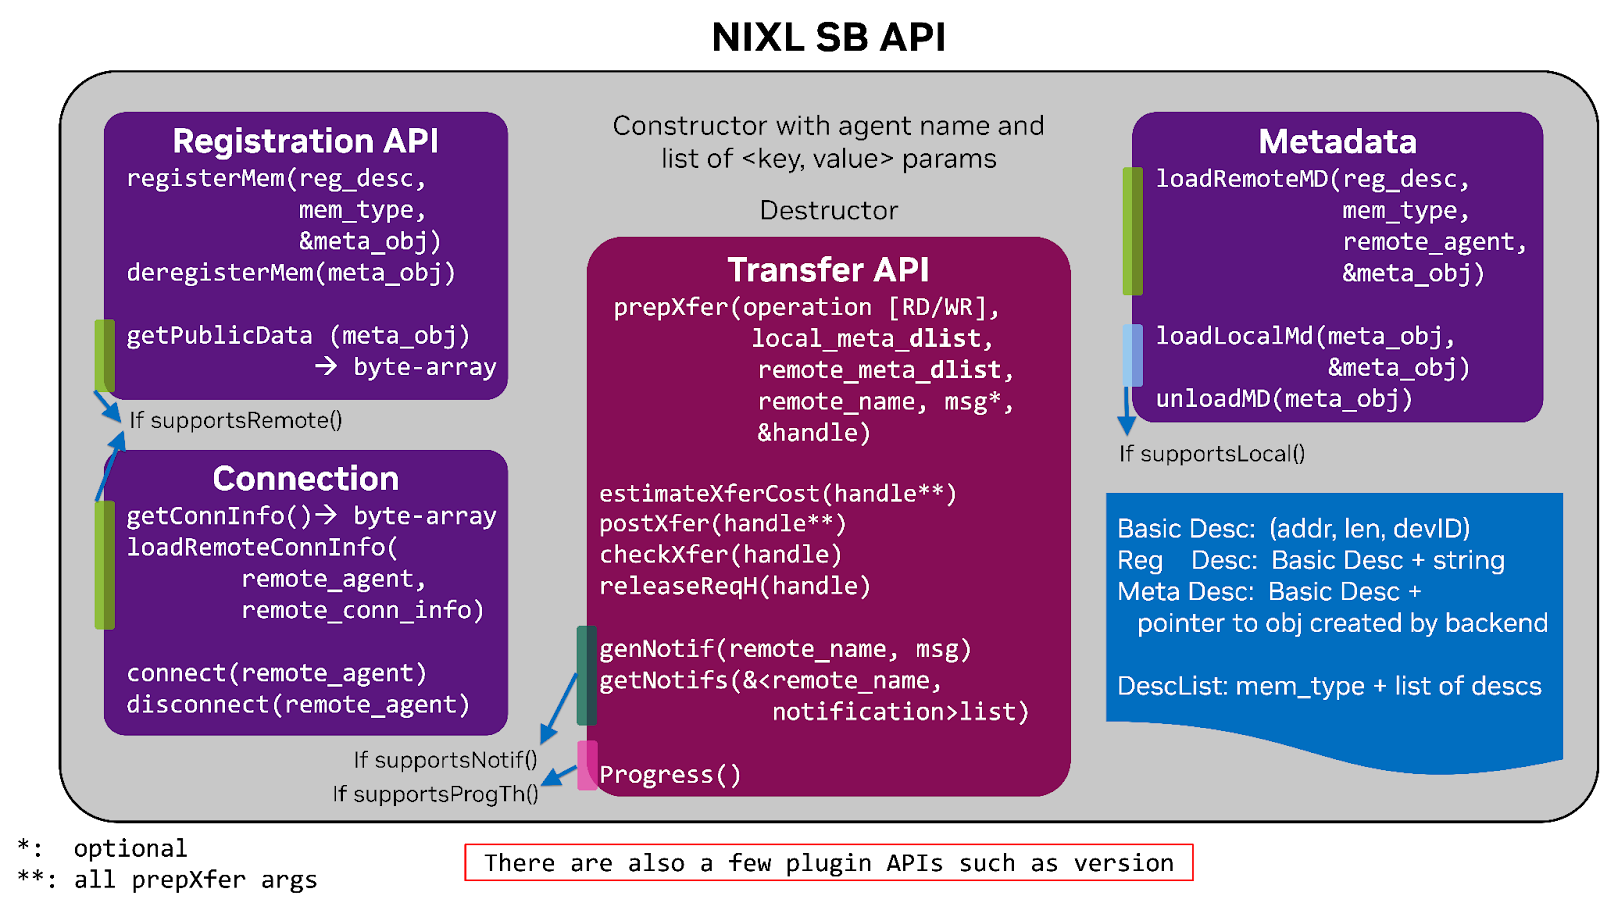 NIXL SB API
Registration API
registerMem(reg_desc,
mem_type,
&meta_obj)
deregisterMem(meta_obj)
getPublicData (meta_obj)
→ byte-array
If supportsRemote()
Connection
getConnInfo()→ byte-array
loadRemoteConnInfo(
remote_agent,
remote_conn_info)
connect(remote_agent)
disconnect(remote_agent)
Constructor with agent name and
list of <key, value> params
Destructor
Transfer API
prepXfer(operation [RD/WR],
local_meta_dlist,
remote_meta_dlist,
remote_name, msg*,
&handle)
estimateXferCost(handle**)
postXfer(handle**)
checkXfer(handle)
releaseReqH(handle)
genNotif(remote_name, msg)
getNotifs(&<remote_name,
notification>list)
Progress()
If supportsNotif()
If supportsProgTh()
Metadata
loadRemoteMD(reg_desc,
mem_type,
remote_agent,
&meta_obj)
loadLocalMd(meta_obj,
&meta_obj)
unloadMD(meta_obj)
If supportsLocal()
Basic Desc: (addr, len, devID)
Reg Desc: Basic Desc + string
Meta Desc: Basic Desc +
pointer to obj created by backend
DescList: mem_type + list of descs
*: optional
**: all prepXfer args
There are also a few plugin APIs such as version